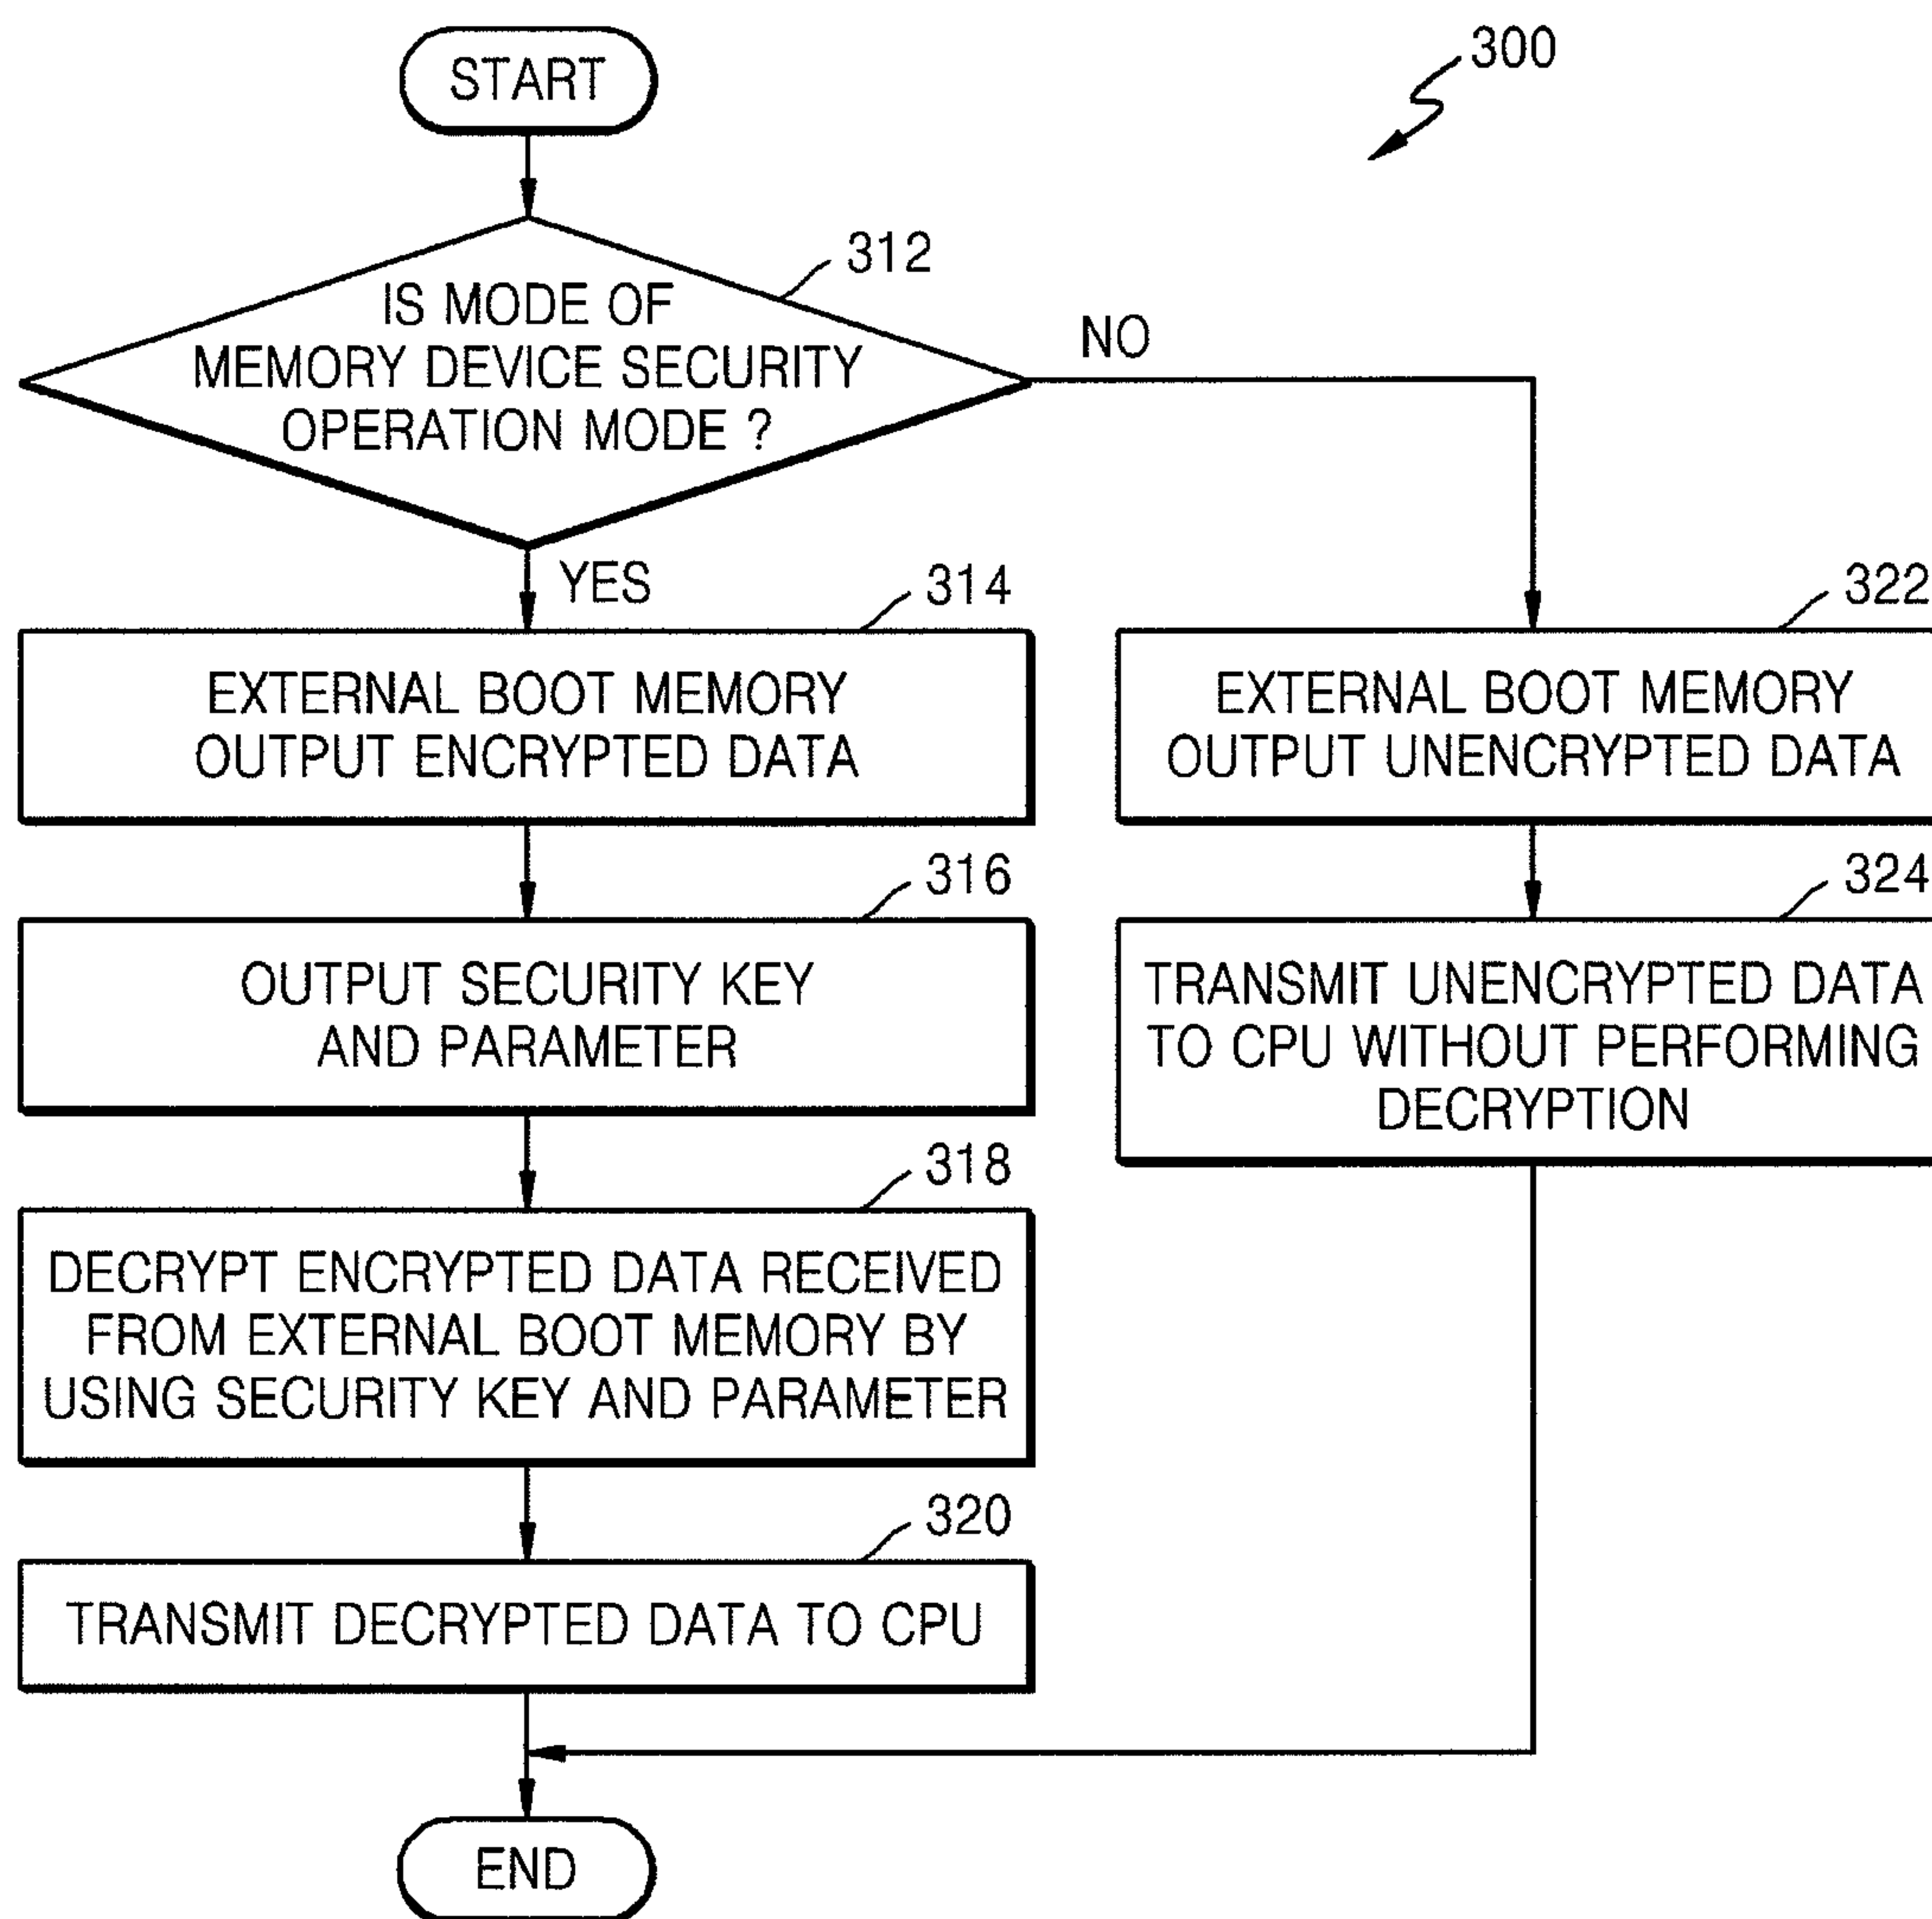 START
300
312
IS MODE OF
MEMORY DEVICE SECURITY
OPERATION MODE ?
NO
YES
314
EXTERNAL BOOT MEMORY
OUTPUT ENCRYPTED DATA
322
EXTERNAL BOOT MEMORY
OUTPUT UNENCRYPTED DATA
316
OUTPUT SECURITY KEY
AND PARAMETER
324
TRANSMIT UNENCRYPTED DATA
TO CPU WITHOUT PERFORMING
DECRYPTION
318
DECRYPT ENCRYPTED DATA RECEIVED
FROM EXTERNAL BOOT MEMORY BY
USING SECURITY KEY AND PARAMETER
320
TRANSMIT DECRYPTED DATA TO CPU
END